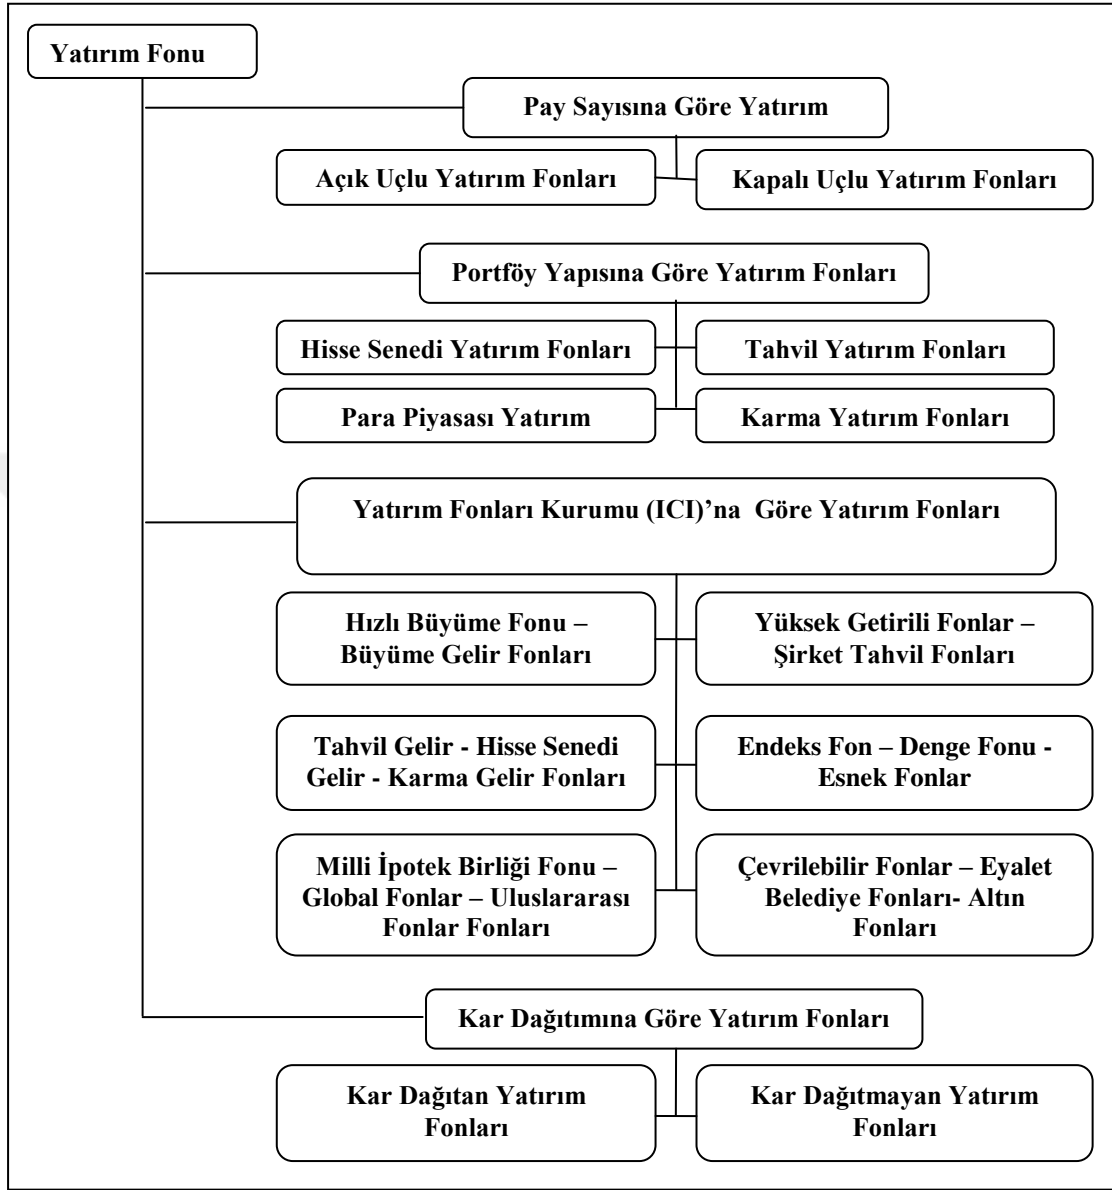 Yatırım Fonu
Pay Sayısına Göre Yatırım
Açık Uçlu Yatırım Fonları
Kapalı Uçlu Yatırım Fonları
Portföy Yapısına Göre Yatırım Fonları
Hisse Senedi Yatırım Fonları
Tahvil Yatırım Fonları
Para Piyasası Yatırım
Karma Yatırım Fonları
Yatırım Fonları Kurumu (ICI)’na  Göre Yatırım Fonları
Hızlı Büyüme Fonu –
Büyüme Gelir Fonları
Yüksek Getirili Fonlar –
Şirket Tahvil Fonları
Tahvil Gelir - Hisse Senedi
Gelir - Karma Gelir Fonları
Endeks Fon – Denge Fonu -
Esnek Fonlar
Milli İpotek Birliği Fonu –
Global Fonlar – Uluslararası
Fonlar Fonları
Çevrilebilir Fonlar – Eyalet
Belediye Fonları- Altın
Fonları
Kar Dağıtımına Göre Yatırım Fonları
Kar Dağıtan Yatırım
Fonları
Kar Dağıtmayan Yatırım
Fonları